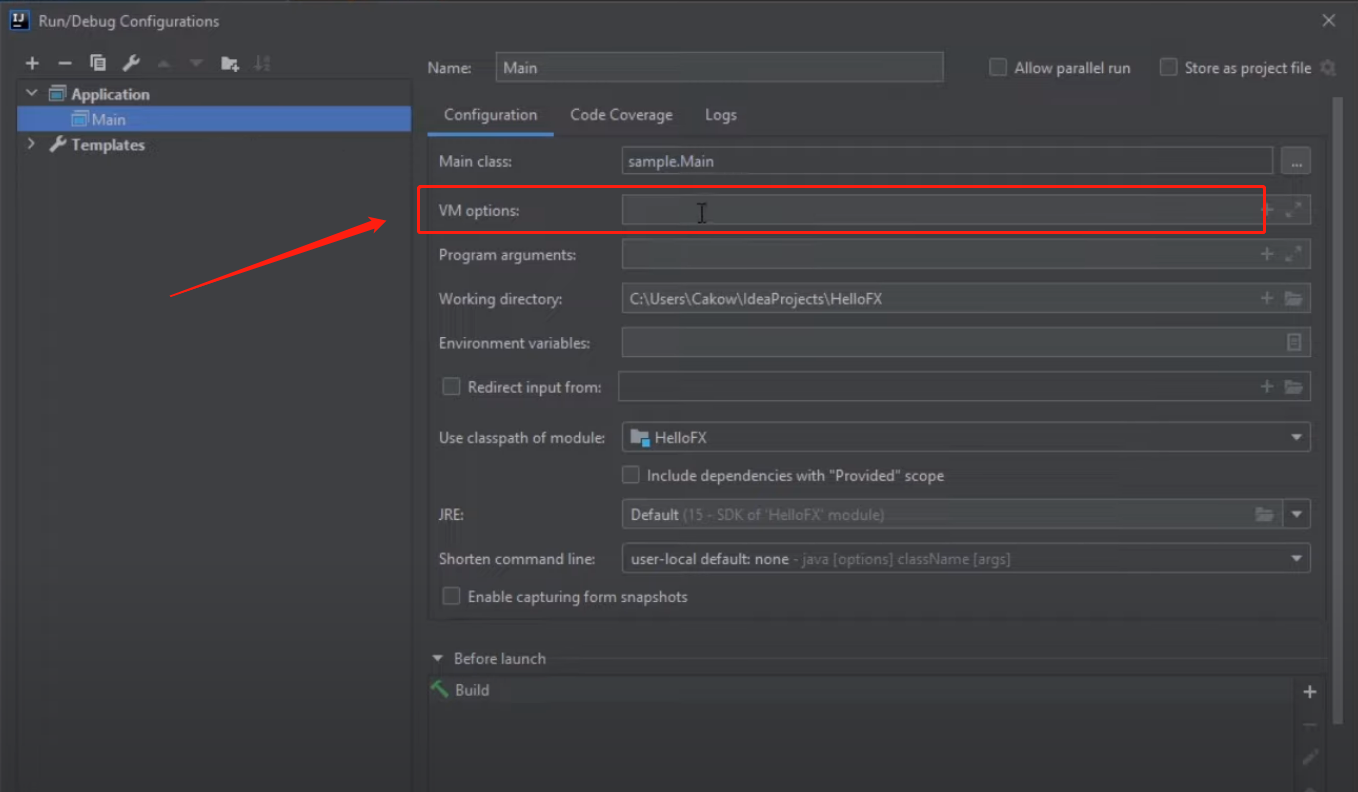 Run/Debug Configurations
Name: Main Allow parallel run Store as project file
Application
Main
Templates
Configuration Code Coverage Logs
Main class: sample.Main ...
VM options:
Program arguments:
Working directory: C:\Users\Cakow\IdeaProjects\HelloFX
Environment variables:
Redirect input from:
Use classpath of module: HelloFX
Include dependencies with "Provided" scope
JRE: Default (15 - SDK of 'HelloFX' module)
Shorten command line: user-local default: none - java [options] className [args]
Enable capturing form snapshots
Before launch
Build